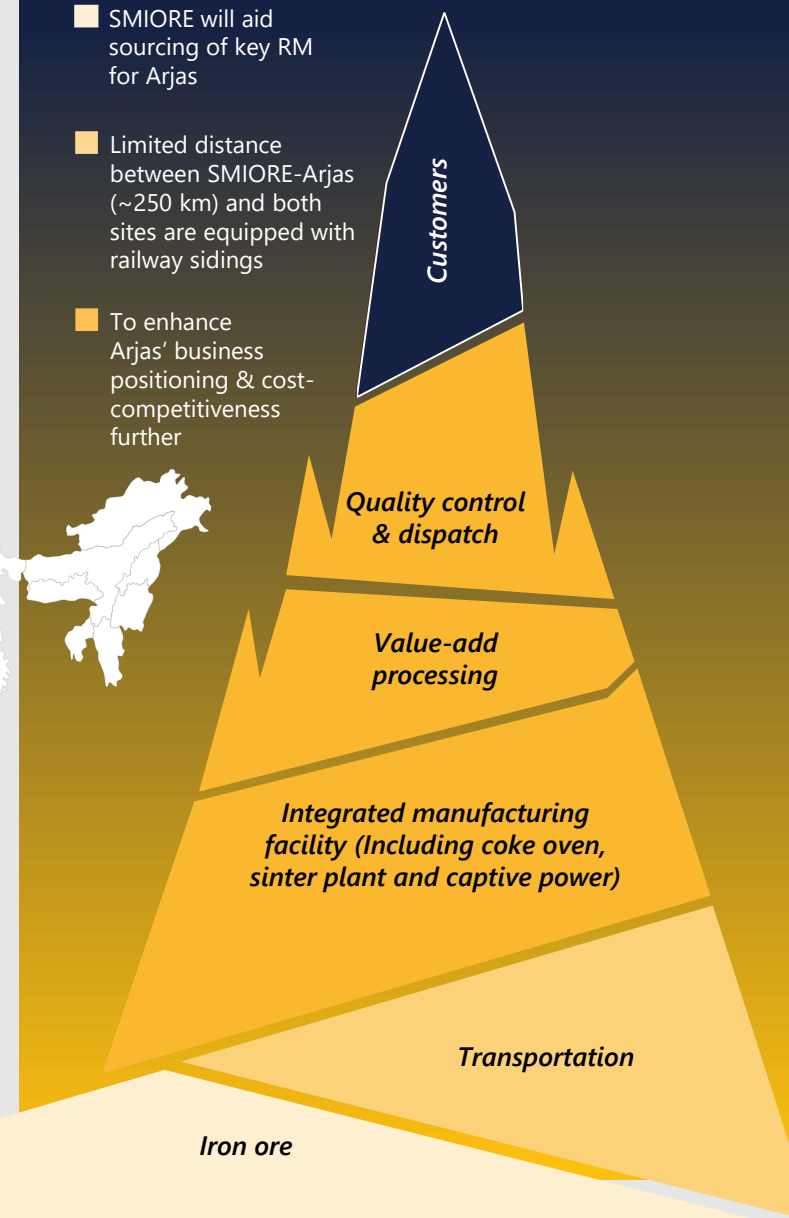 SMIORE will aid
sourcing of key RM
for Arjas
Limited distance
between SMIORE-Arjas
(~250 km) and both
sites are equipped with
railway sidings
To enhance
Arjas’ business
positioning & cost-
competitiveness
further
Customers
Quality control
& dispatch
Value-add
processing
Integrated manufacturing
facility (Including coke oven,
sinter plant and captive power)
Transportation
Iron ore